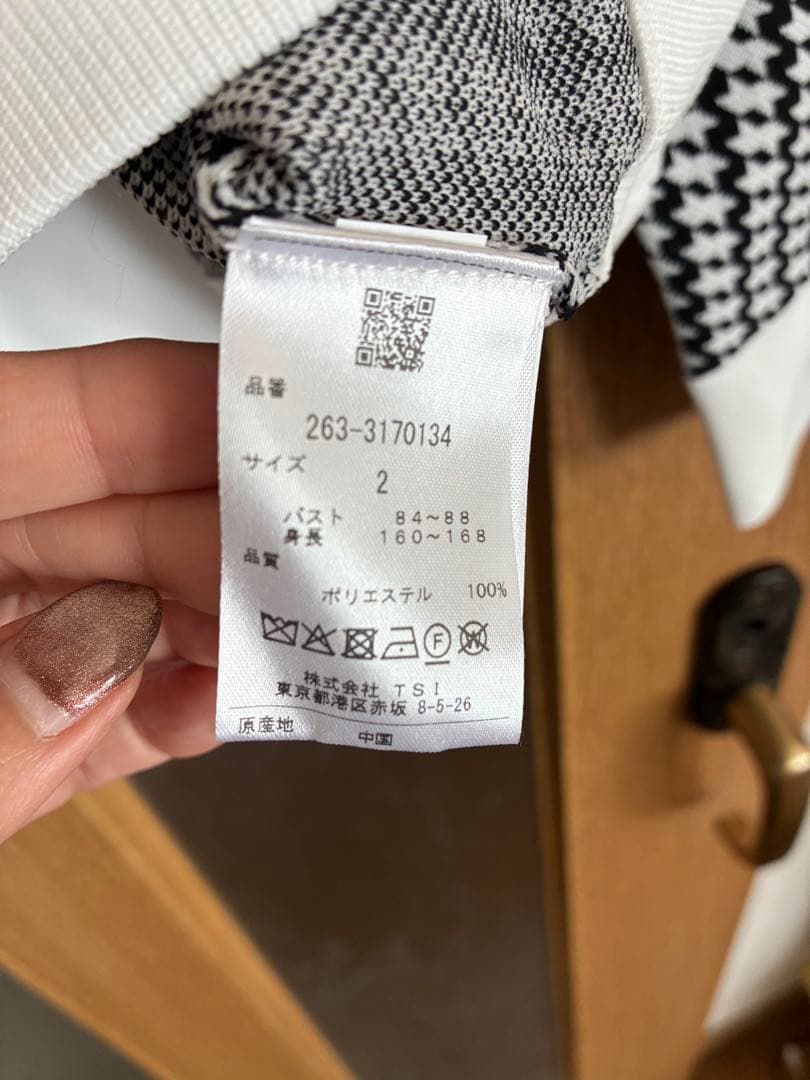 品番
263-3170134
サイズ
2
バスト 84~88
身長 160~168
品質
ポリエステル 100%
F
W
株式会社 TSI
東京都港区赤坂 8-5-26
原産地 中国